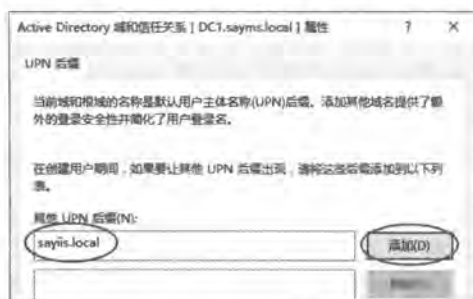 Active Directory 域和信任关系 [ DC1.sayms.local ] 属性 ? ×
UPN 后缀
当前域和根域的名称是默认用户主体名称(UPN)后缀。添加其他域名提供了额
外的登录安全性并简化了用户登录名。
在创建用户期间，如果要让其他 UPN 后缀出现，请将这些后缀添加到以下列
表。
其他 UPN 后缀(N):
sayiis.local 添加(D)